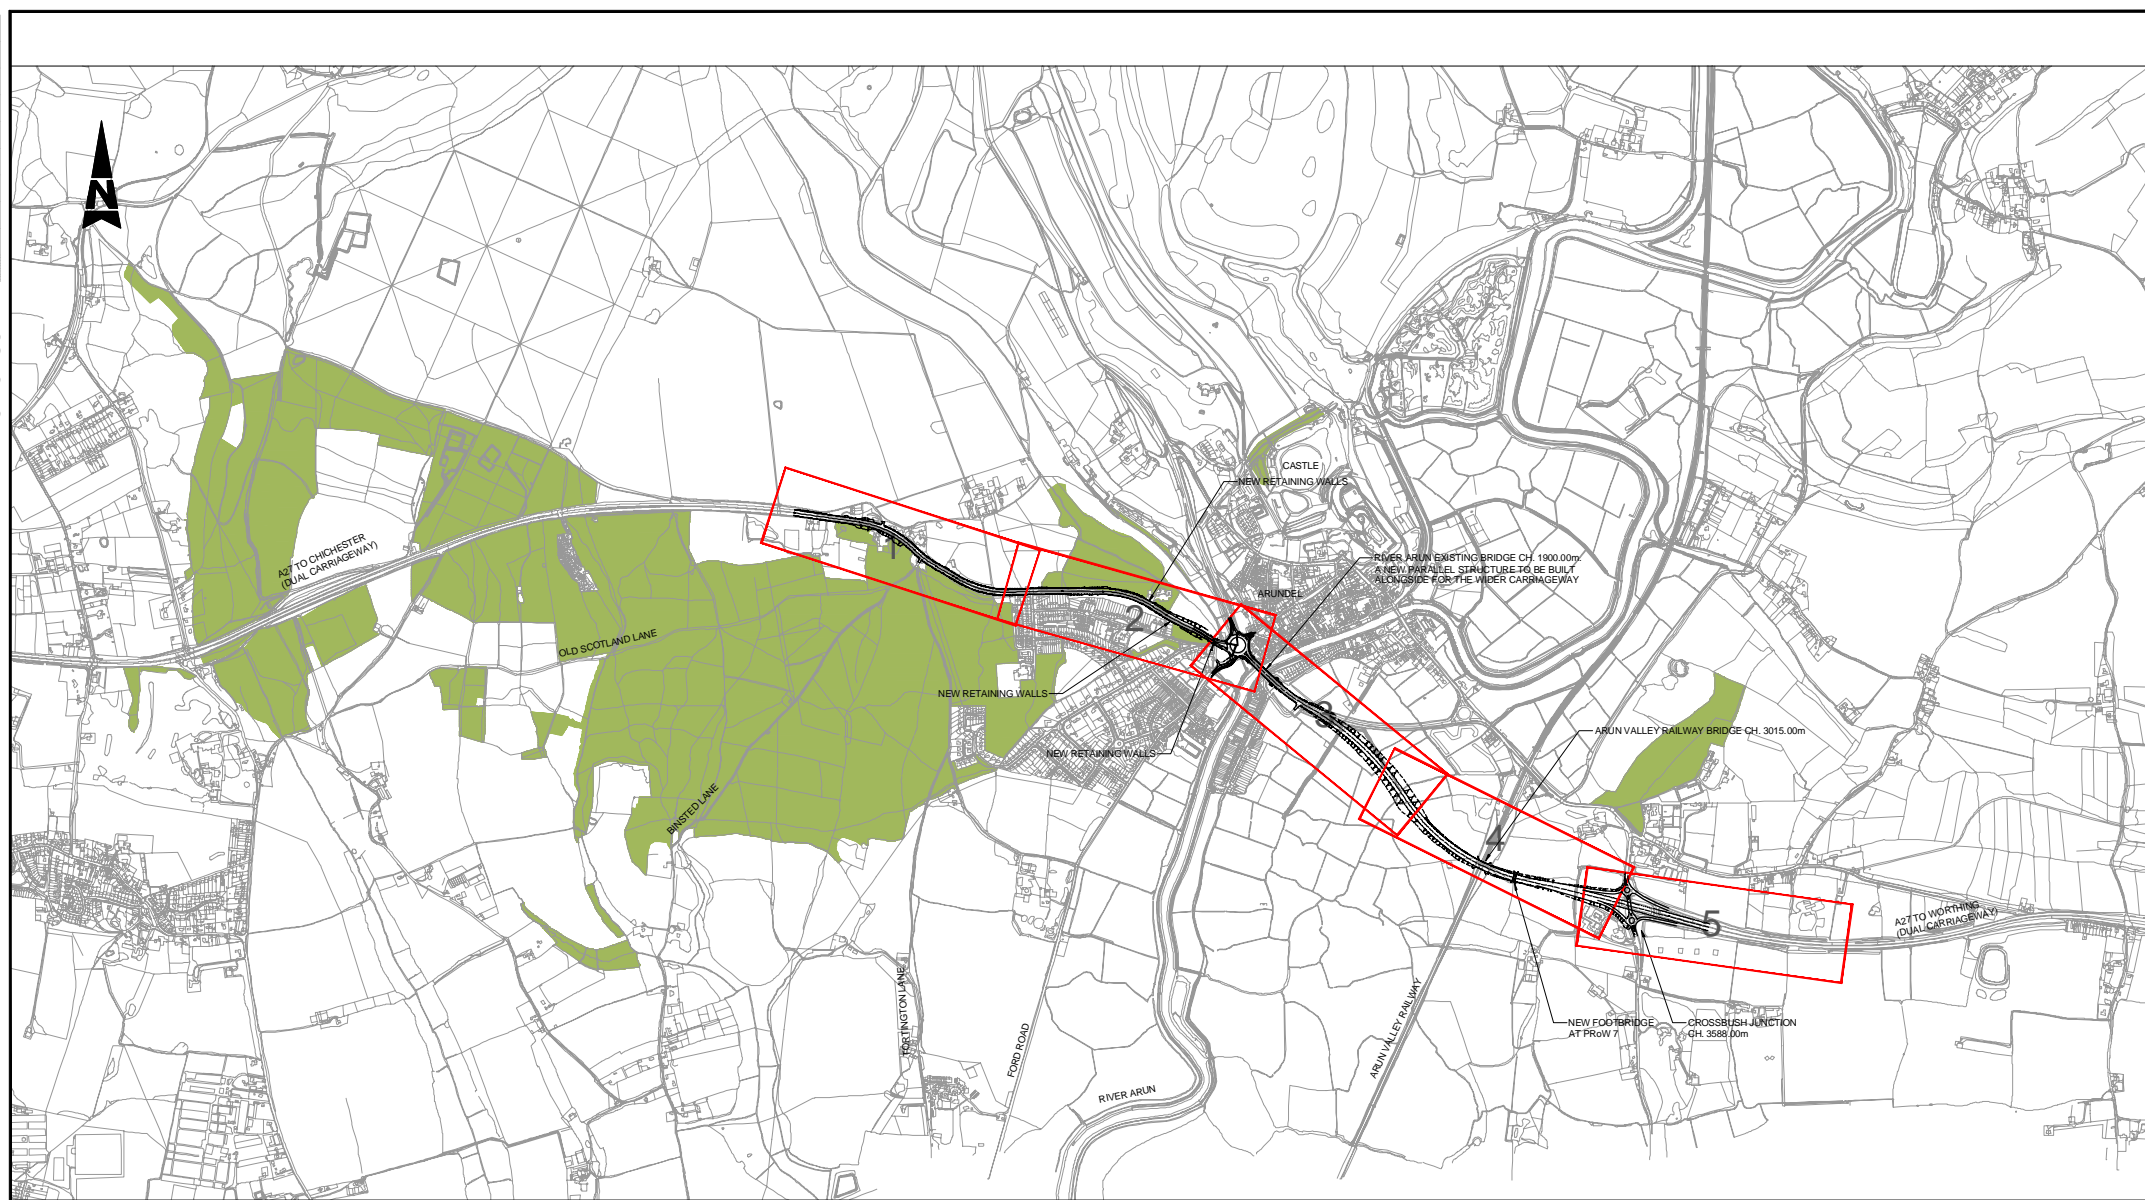 N
CASTLE
NEW RETAINING WALLS
A27 TO CHICHESTER
(DUAL CARRIAGEWAY)
1
RIVER ARUN EXISTING BRIDGE CH. 1900.00m.
A NEW PARALLEL STRUCTURE TO BE BUILT
ALONGSIDE FOR THE WIDER CARRIAGEWAY
ARUNDEL
2
OLD SCOTLAND LANE
NEW RETAINING WALLS
3
NEW RETAINING WALLS
ARUN VALLEY RAILWAY BRIDGE CH. 3015.00m
BINSTED LANE
4
5
A27 TO WORTHING
(DUAL CARRIAGEWAY)
TORTINGTON LANE
FORD ROAD
ARUN VALLEY RAILWAY
NEW FOOTBRIDGE
AT PRoW 7
CROSSBUSH JUNCTION
CH. 3588.00m
RIVER ARUN